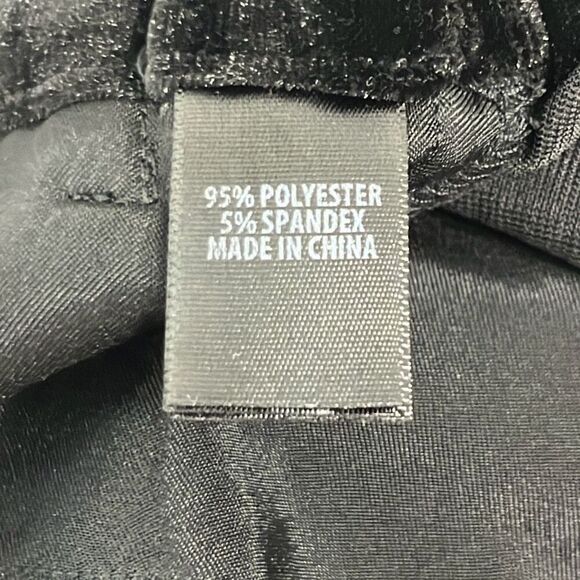 95% POLYESTER
5% SPANDEX
MADE IN CHINA